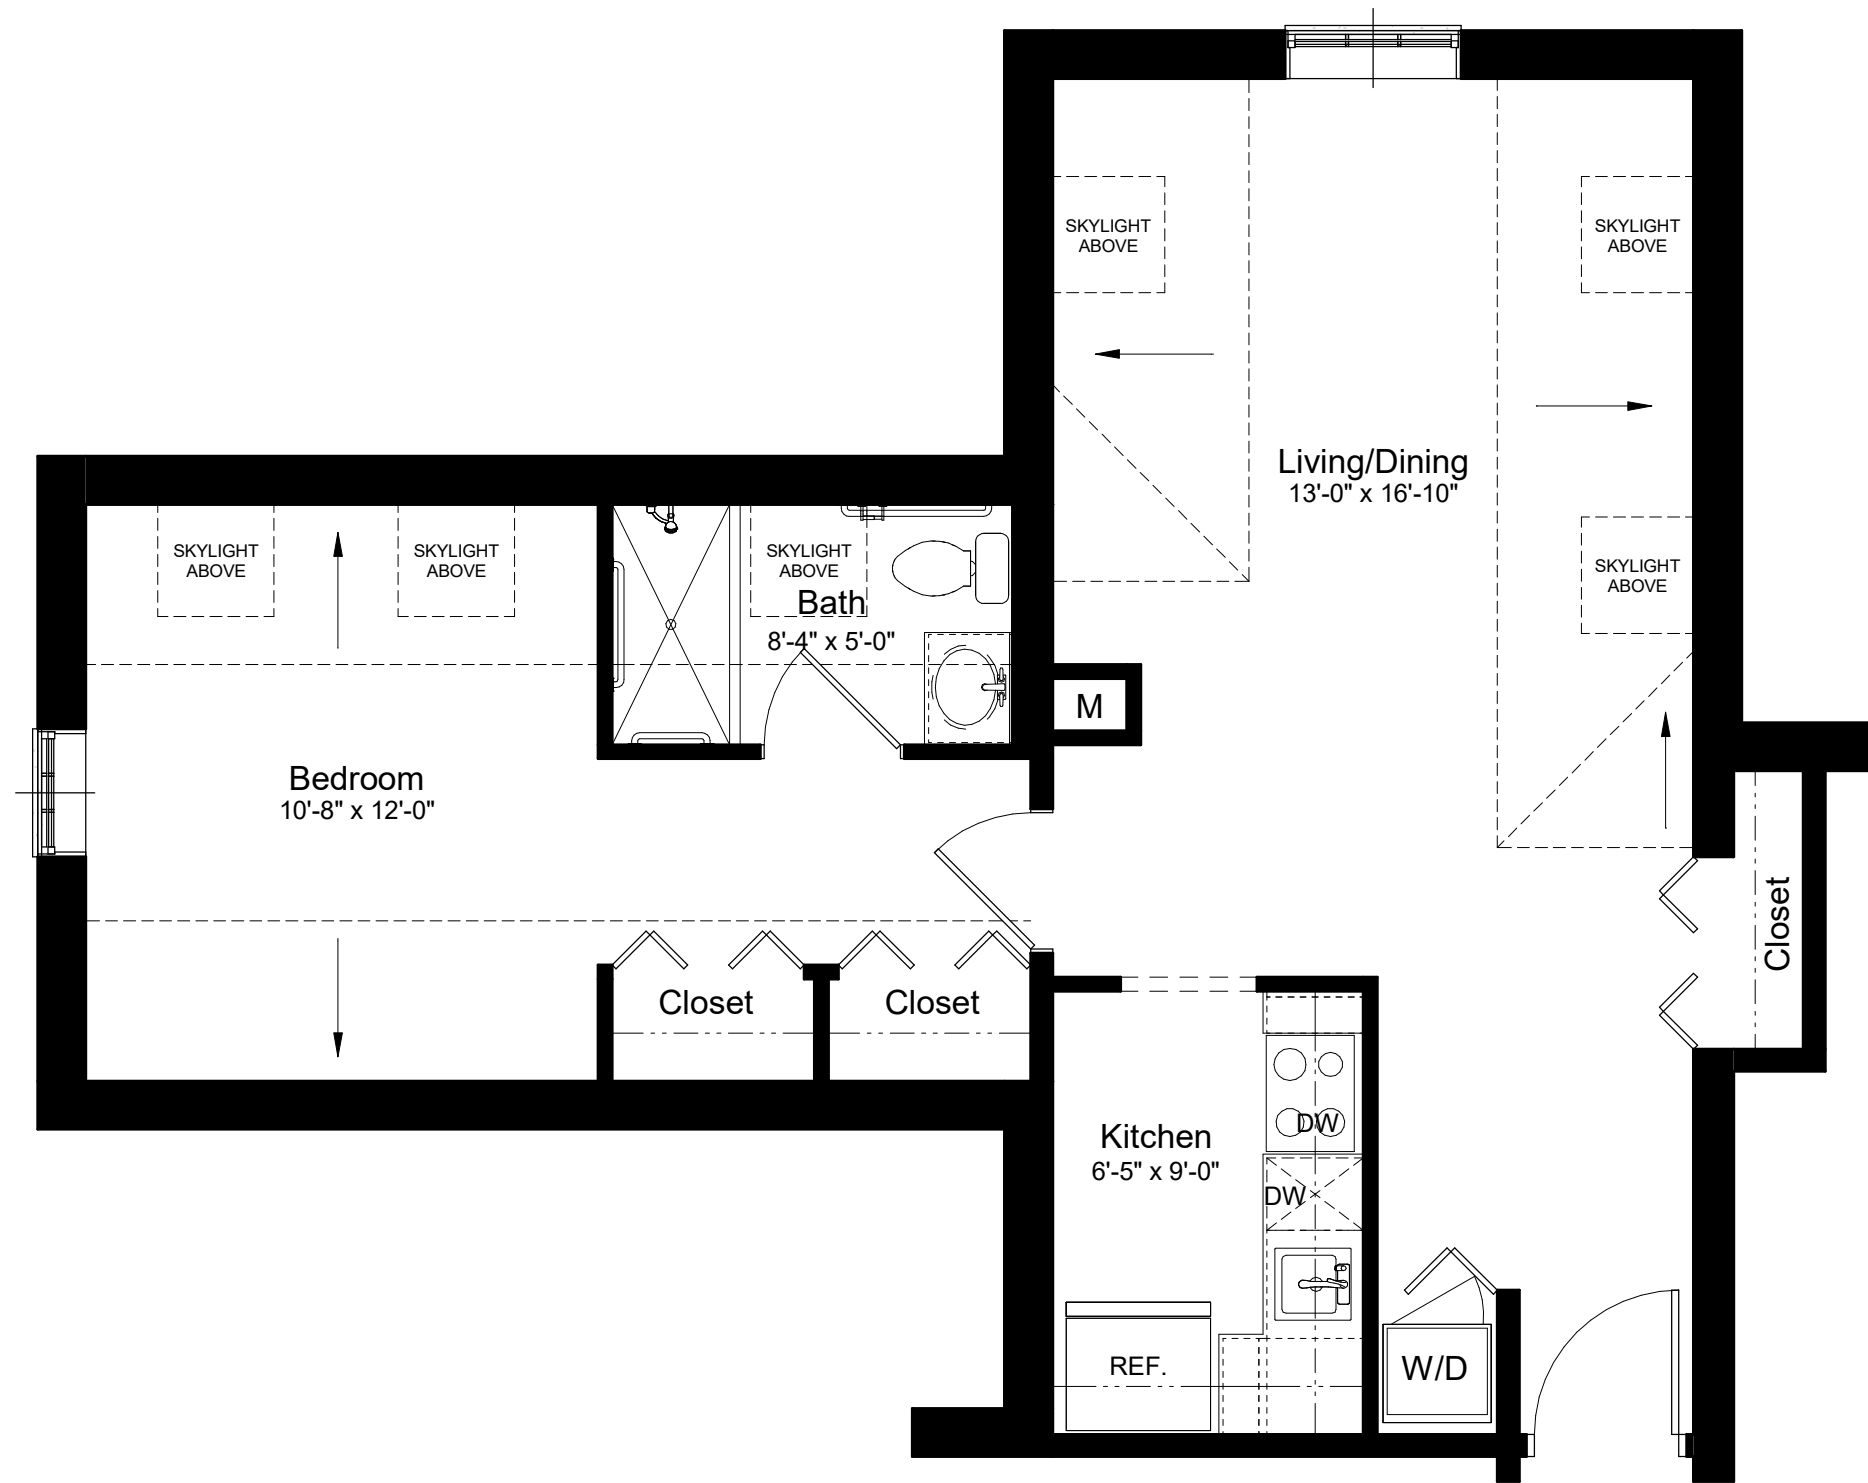 SKYLIGHT
ABOVE
SKYLIGHT
ABOVE
Living/Dining
13'-0" x 16'-10"
SKYLIGHT
ABOVE
SKYLIGHT
ABOVE
SKYLIGHT
ABOVE
SKYLIGHT
ABOVE
Bath
8'-4" x 5'-0"
M
Bedroom
10'-8" x 12'-0"
Closet
Closet
Closet
Kitchen
6'-5" x 9'-0"
DW
DW
REF.
W/D